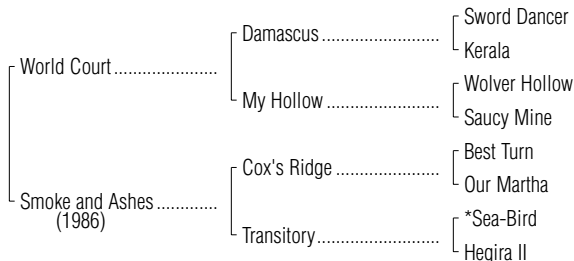 Sword Dancer
Damascus
Kerala
World Court
Wolver Hollow
My Hollow
Saucy Mine
Best Turn
Cox's Ridge
Our Martha
Smoke and Ashes
(1986)
*Sea-Bird
Transitory
Hegira II